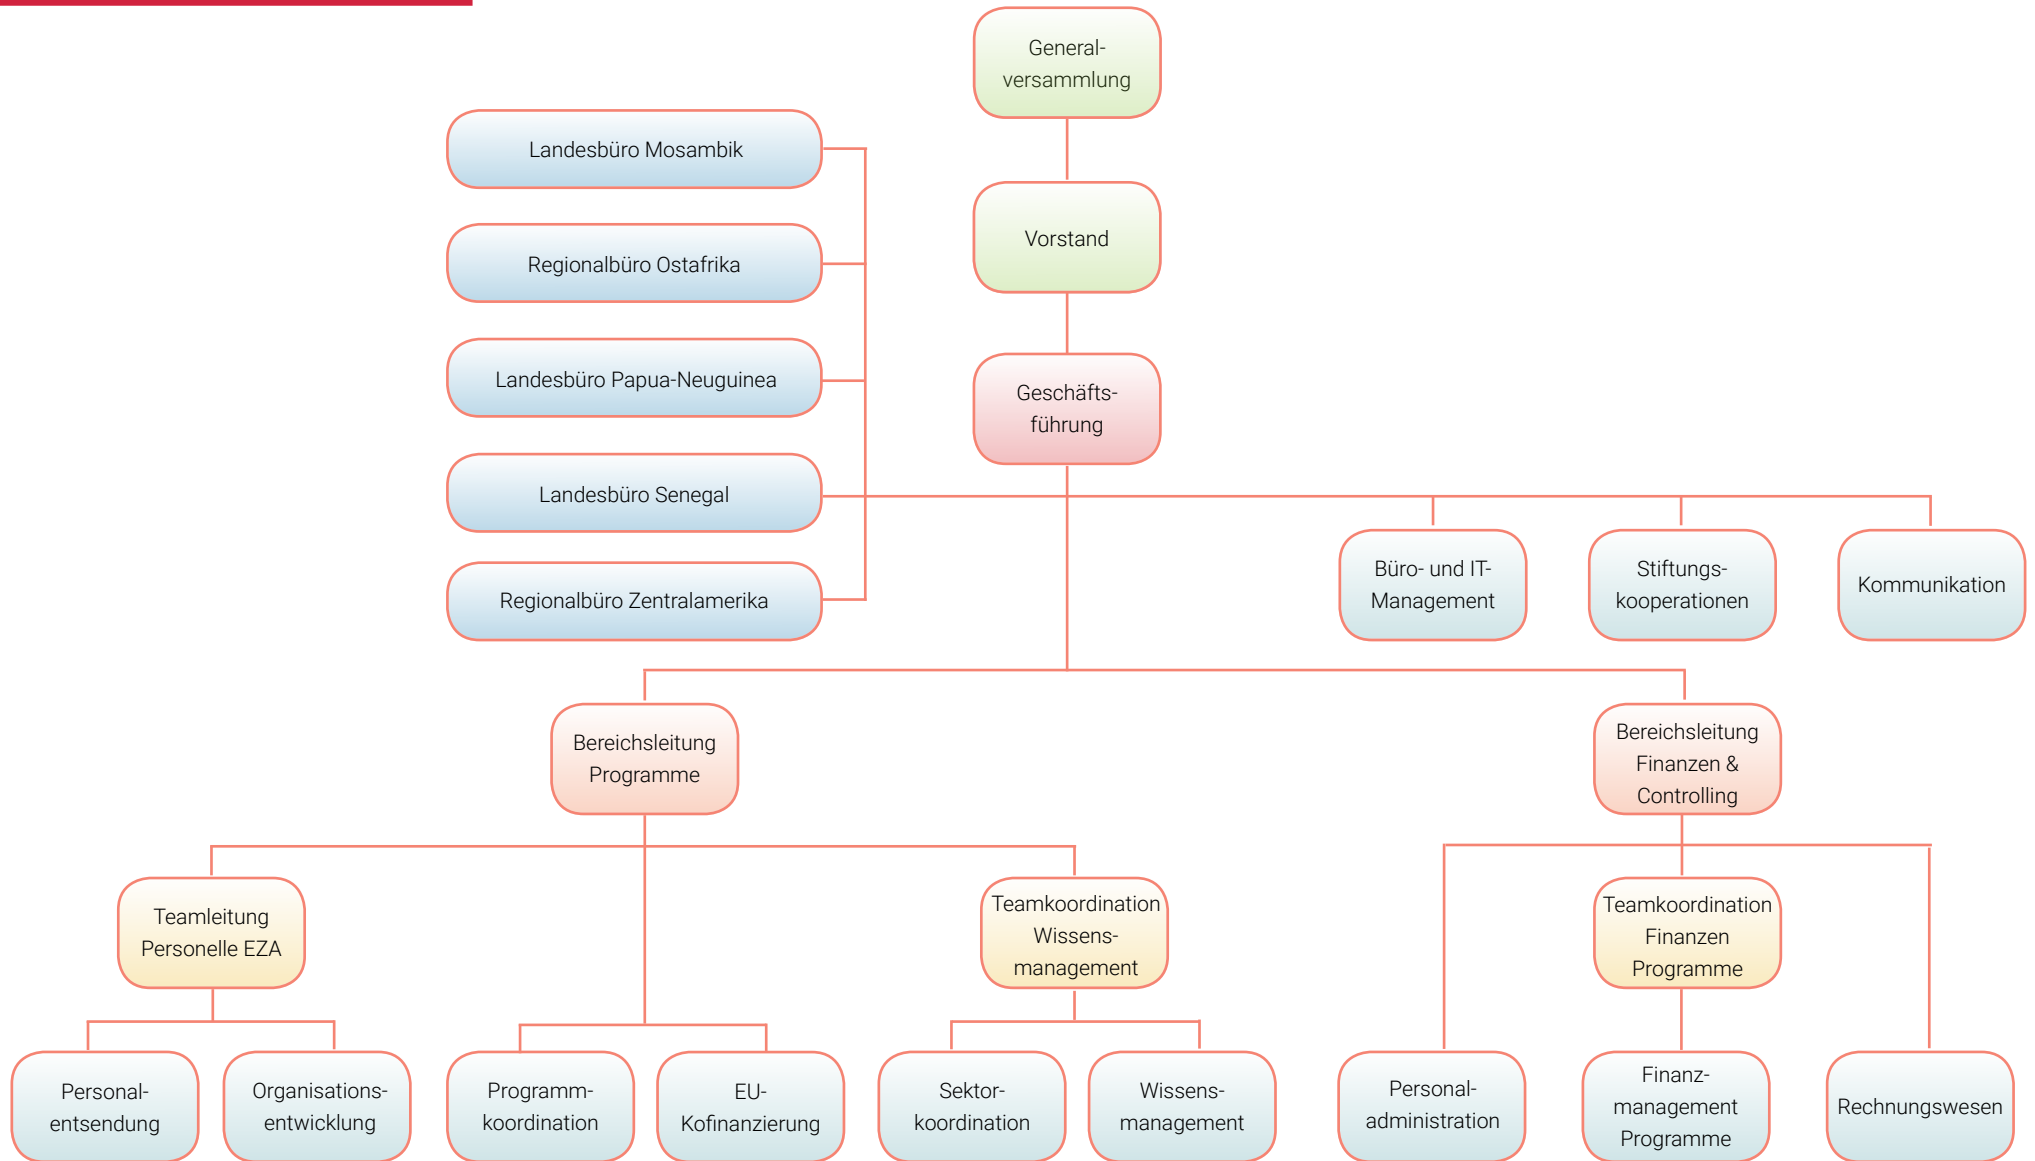 General-
versammlung
Landesbüro Mosambik
Vorstand
Regionalbüro Ostafrika
Landesbüro Papua-Neuguinea
Geschäfts-
führung
Landesbüro Senegal
Regionalbüro Zentralamerika
Büro- und IT-
Management
Stiftungs-
kooperationen
Kommunikation
Bereichsleitung
Programme
Bereichsleitung
Finanzen &
Controlling
Teamleitung
Personelle EZA
Teamkoordination
Wissens-
management
Teamkoordination
Finanzen
Programme
Personal-
entsendung
Organisations-
entwicklung
Programm-
koordination
EU-
Kofinanzierung
Sektor-
koordination
Wissens-
management
Personal-
administration
Finanz-
management
Programme
Rechnungswesen